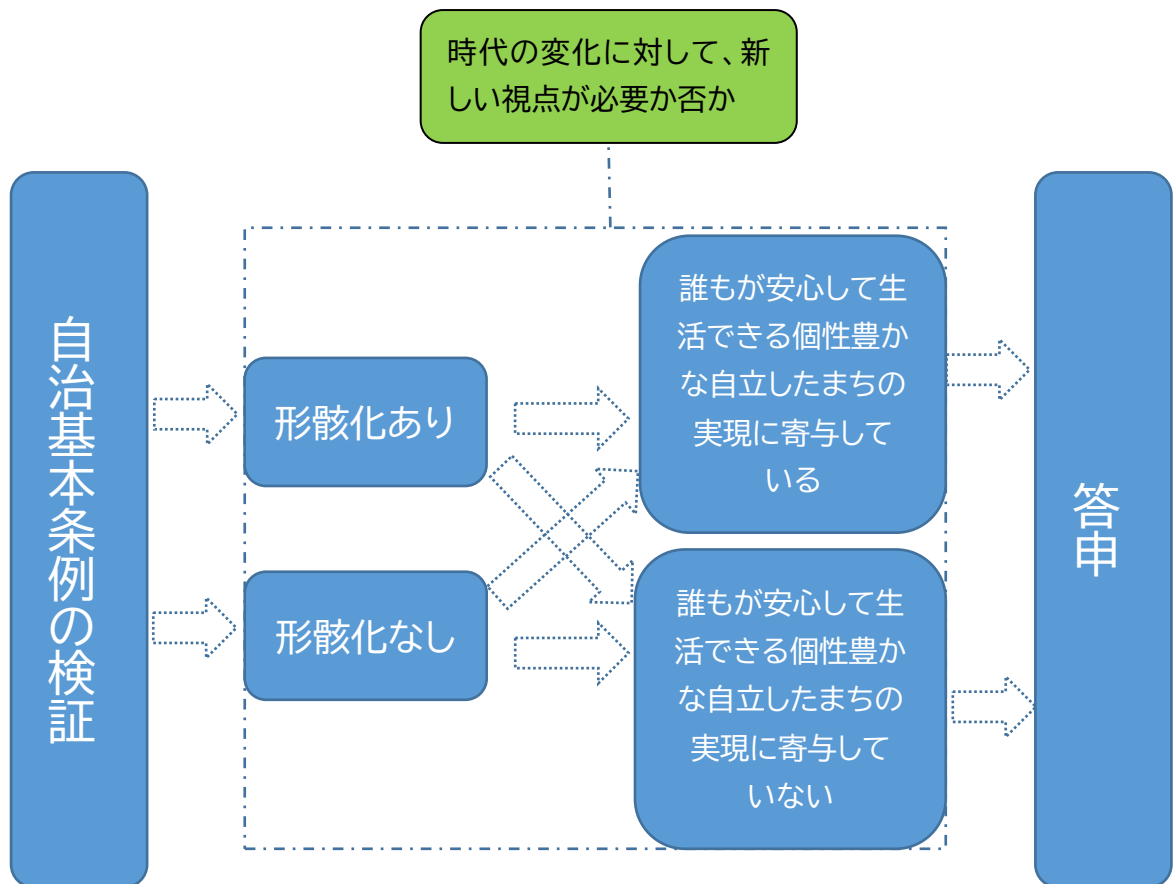 時代の変化に対して、新
しい視点が必要か否か
自治基本条例の検証
形骸化あり
形骸化なし
誰もが安心して生
活できる個性豊か
な自立したまちの
実現に寄与して
いる
誰もが安心して生
活できる個性豊か
な自立したまちの
実現に寄与して
いない
答申